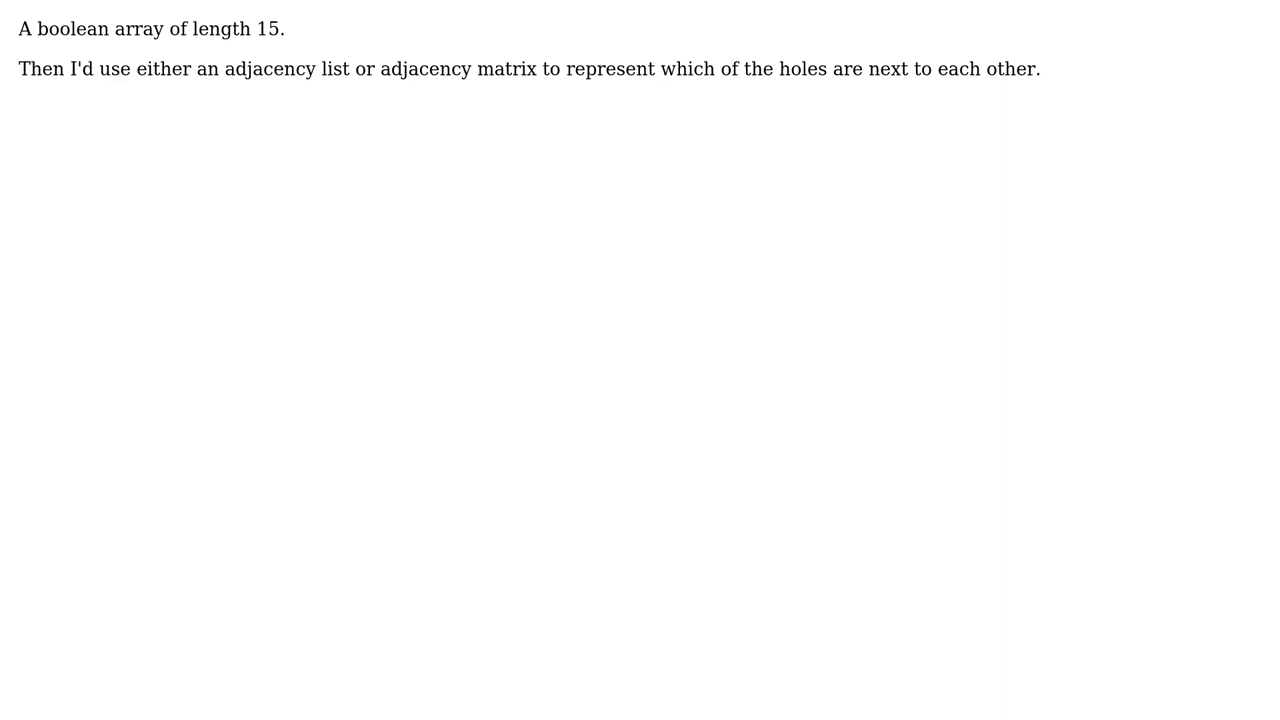 A boolean array of length 15.
Then I'd use either an adjacency list or adjacency matrix to represent which of the holes are next to each other.